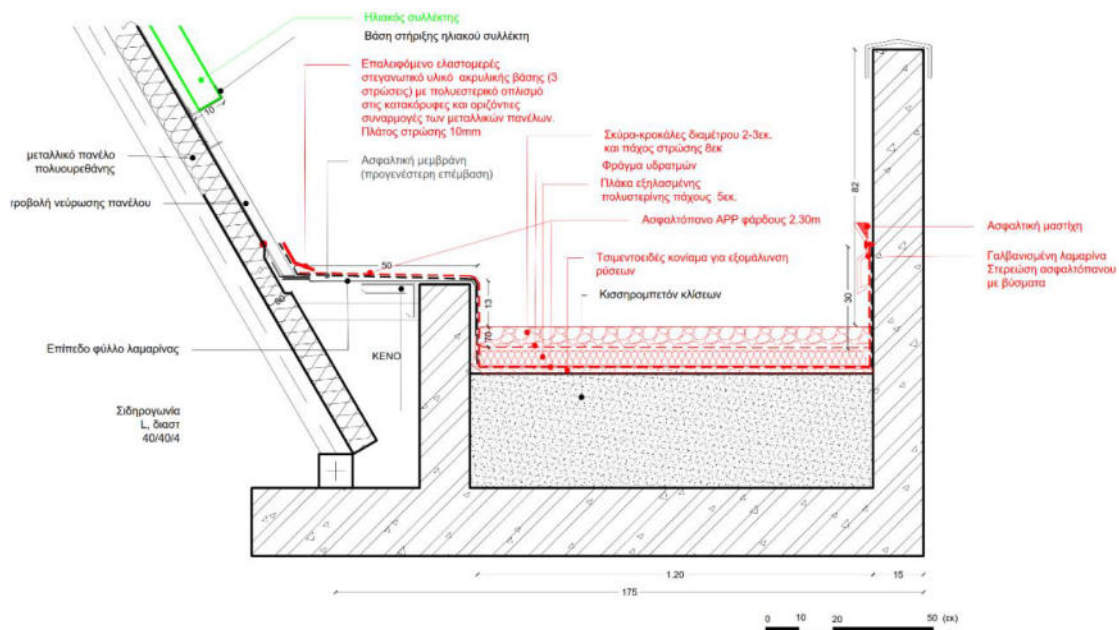 Ηλιακός συλλέκτης
Βάση στήριξης ηλιακού συλλέκτη
Επαλειφόμενο ελαστομερές
στεγανωτικό υλικό ακρυλικής βάσης (3
στρώσεις) με πολυεστερικό οπλισμό
στις κατακόρυφες και οριζόντιες
συναρμογές των μεταλλικών πανέλων.
Πλάτος στρώσης 10mm
10
μεταλλικό πανέλο
πολυουρεθάνης
Ασφαλτική μεμβράνη
(προγενέστερη επέμβαση)
ροβολή νεύρωσης πανέλου
Σκύρα-κροκάλες διαμέτρου 2-3εκ.
και πάχος στρώσης 8εκ
Φράγμα υδρατμών
Πλάκα εξηλασμένης
πολυστερίνης πάχους 5εκ.
Ασφαλτόπανο APP φάρδους 2.30m
82
Ασφαλτική μαστίχη
Τσιμεντοειδές κονίαμα για εξομάλυνση
ρύσεων
Γαλβανισμένη λαμαρίνα
Στερέωση ασφαλτόπανου
με βύσματα
50
Κισσηρομπετόν κλίσεων
13
30
70
Επίπεδο φύλλο λαμαρίνας
ΚΕΝΟ
Σιδηρογωνία
L, διαστ
40/40/4
1.20
15
175
0 10 20 50 (εκ)